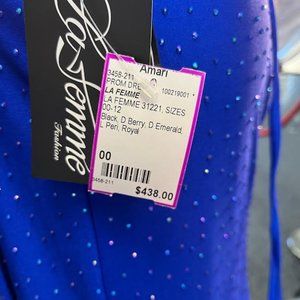 La Femme
Fashion
Amari
3458-211
PROM DRE
100219001 *
LA FEMME
LA FEMME 31221, SIZES
00-12
Black, D Berry, D Emerald,
L Peri, Royal
00
3458-211
$438.00